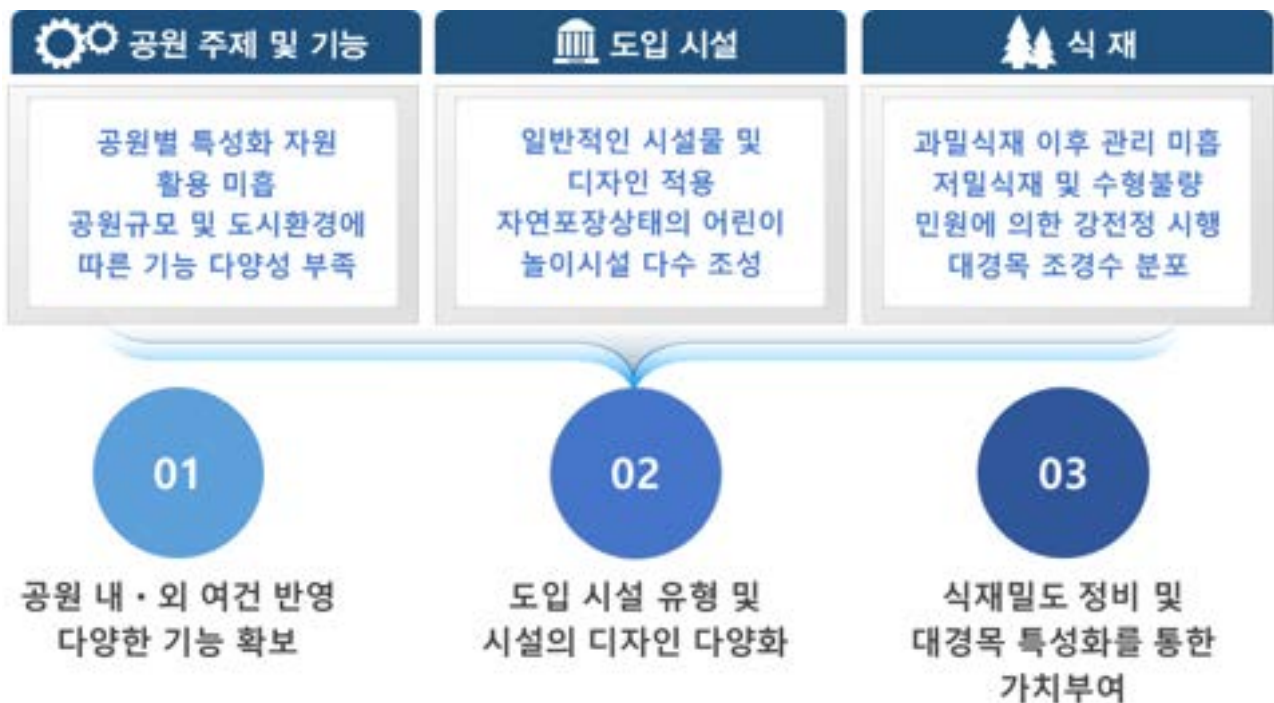 공원 주제 및 기능
공원별 특성화 자원
활용 미흡
공원규모 및 도시환경에
따른 기능 다양성 부족
도입 시설
일반적인 시설물 및
디자인 적용
자연포장상태의 어린이
놀이시설 다수 조성
식 재
과밀식재 이후 관리 미흡
저밀식재 및 수형불량
민원에 의한 강전정 시행
대경목 조경수 분포
01
공원 내・외 여건 반영
다양한 기능 확보
02
도입 시설 유형 및
시설의 디자인 다양화
03
식재밀도 정비 및
대경목 특성화를 통한
가치부여